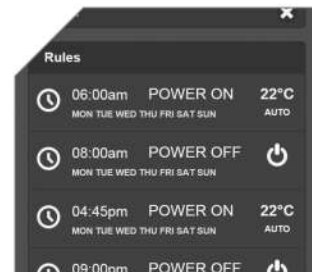 Rules
06:00am POWER ON 22°C
MON TUE WED THU FRI SAT SUN AUTO
08:00am POWER OFF
MON TUE WED THU FRI SAT SUN
04:45pm POWER ON 22°C
MON TUE WED THU FRI SAT SUN AUTO
09:00pm POWER OFF